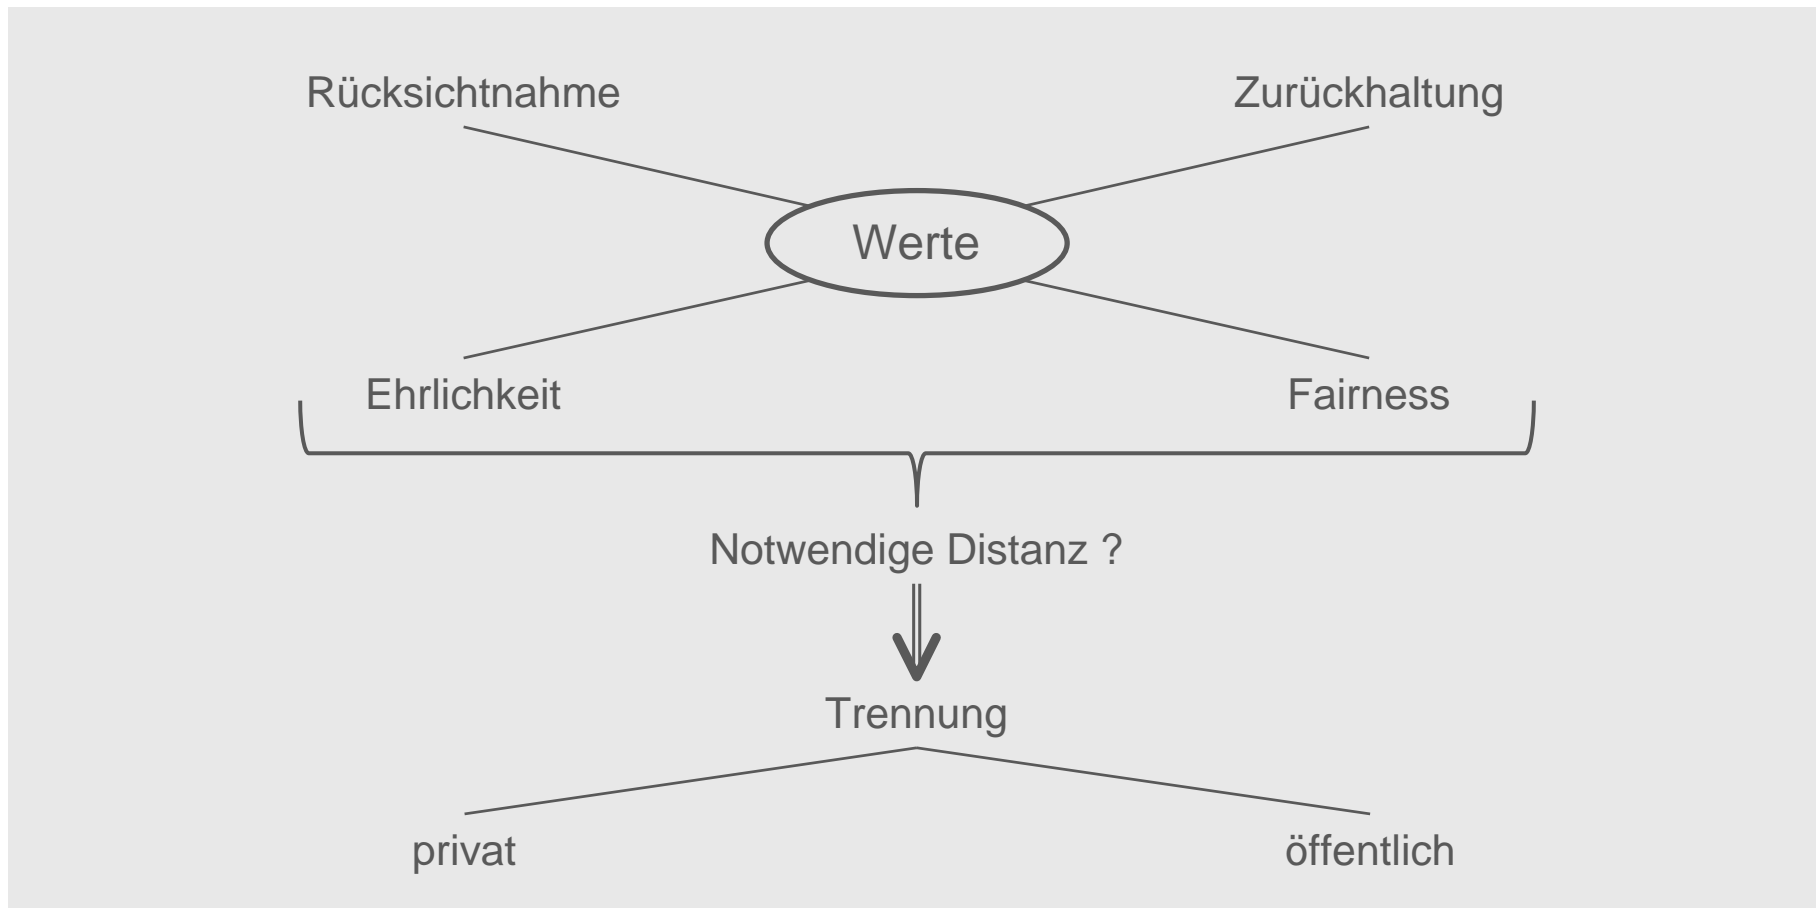 Rücksichtnahme
Zurückhaltung
Werte
Ehrlichkeit
Fairness
Notwendige Distanz ?
Trennung
privat
öffentlich